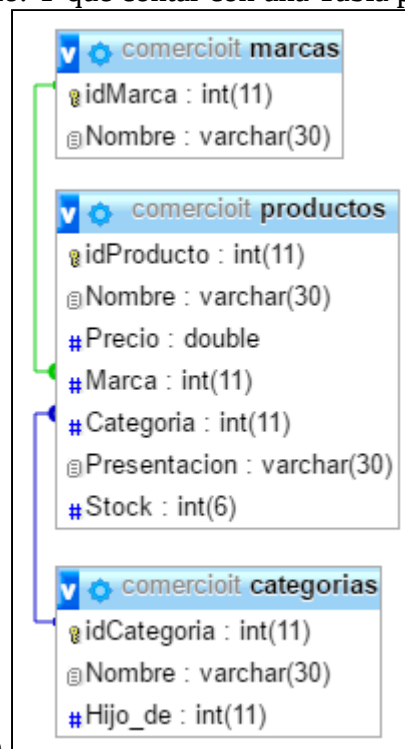 comercioit marcas
idMarca : int(11)
Nombre : varchar(30)
comercioit productos
idProducto : int(11)
Nombre : varchar(30)
#Precio : double
#Marca : int(11)
#Categoria : int(11)
Presentacion : varchar(30)
#Stock : int(6)
comercioit categorias
idCategoria : int(11)
Nombre : varchar(30)
#Hijo_de : int(11)